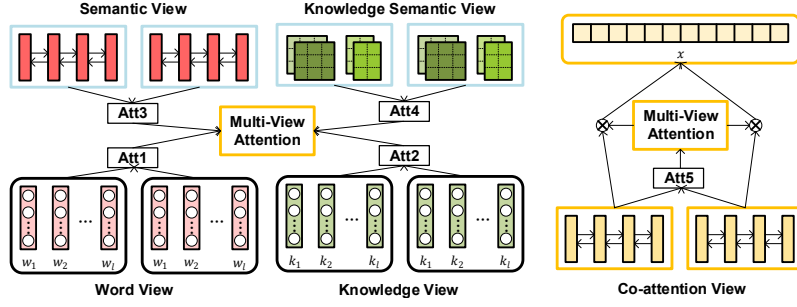 Semantic View
Knowledge Semantic View
x
Att3
Att4
Multi-View
Attention
Multi-View
Attention
Att1
Att2
Att5
w1 w2 ... wl
w1 w2 ... wl
k1 k2 ... kl
k1 k2 ... kl
Word View
Knowledge View
Co-attention View